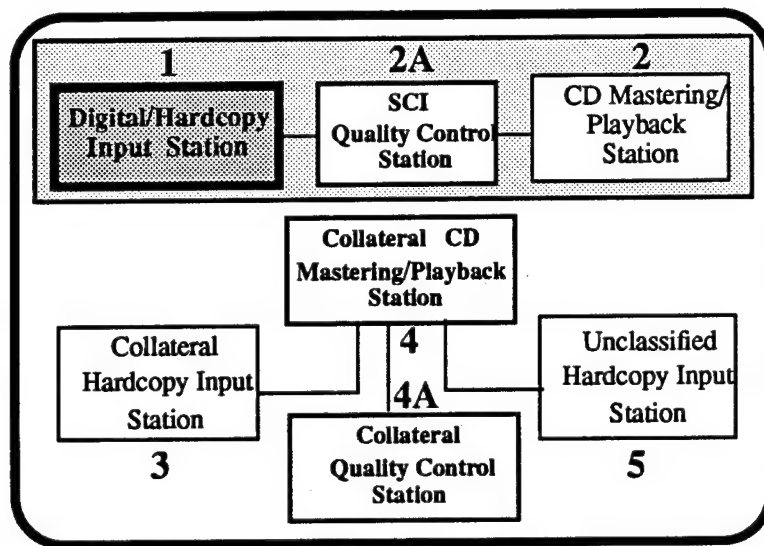 1
Digital/Hardcopy
Input Station
2A
SCI
Quality Control
Station
2
CD Mastering/
Playback
Station
Collateral CD
Mastering/Playback
Station
4
Collateral
Hardcopy Input
Station
3
4A
Collateral
Quality Control
Station
Unclassified
Hardcopy Input
Station
5